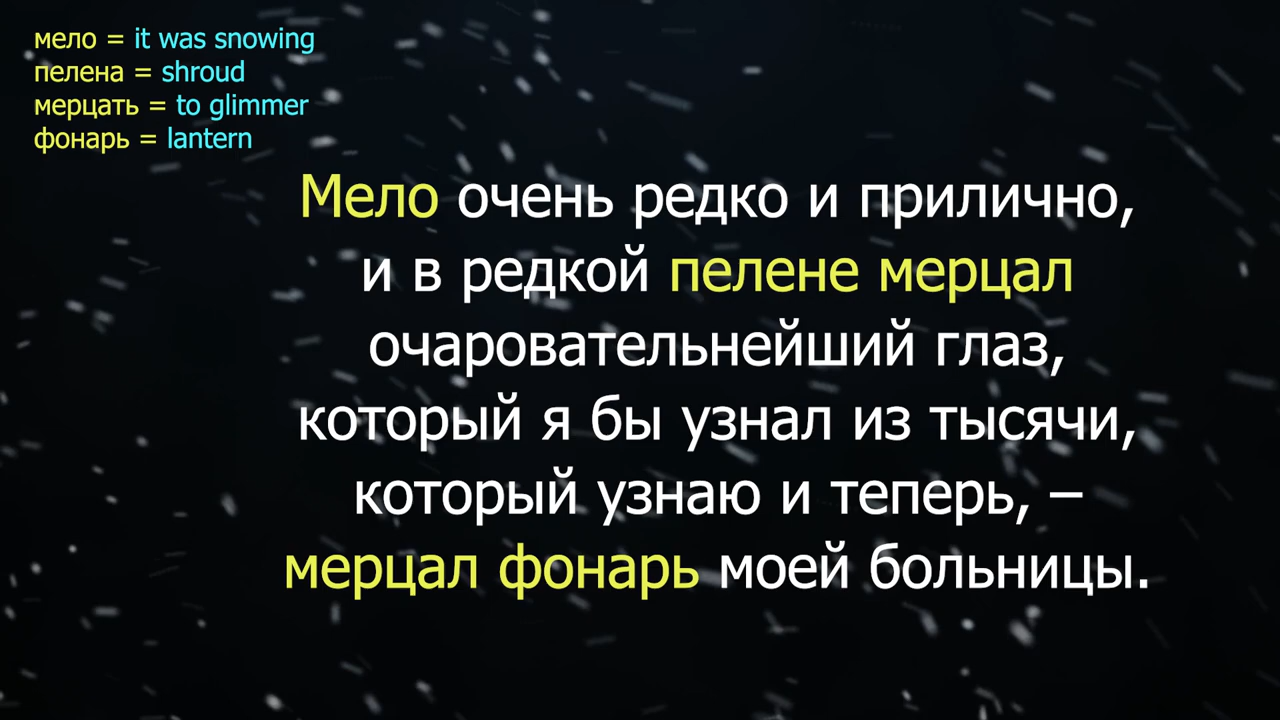 мело = it was snowing
пелена = shroud
мерцать = to glimmer
фонарь = lantern
Мело очень редко и прилично,
и в редкой пелене мерцал
очаровательнейший глаз,
который я бы узнал из тысячи,
который узнаю и теперь, –
мерцал фонарь моей больницы.